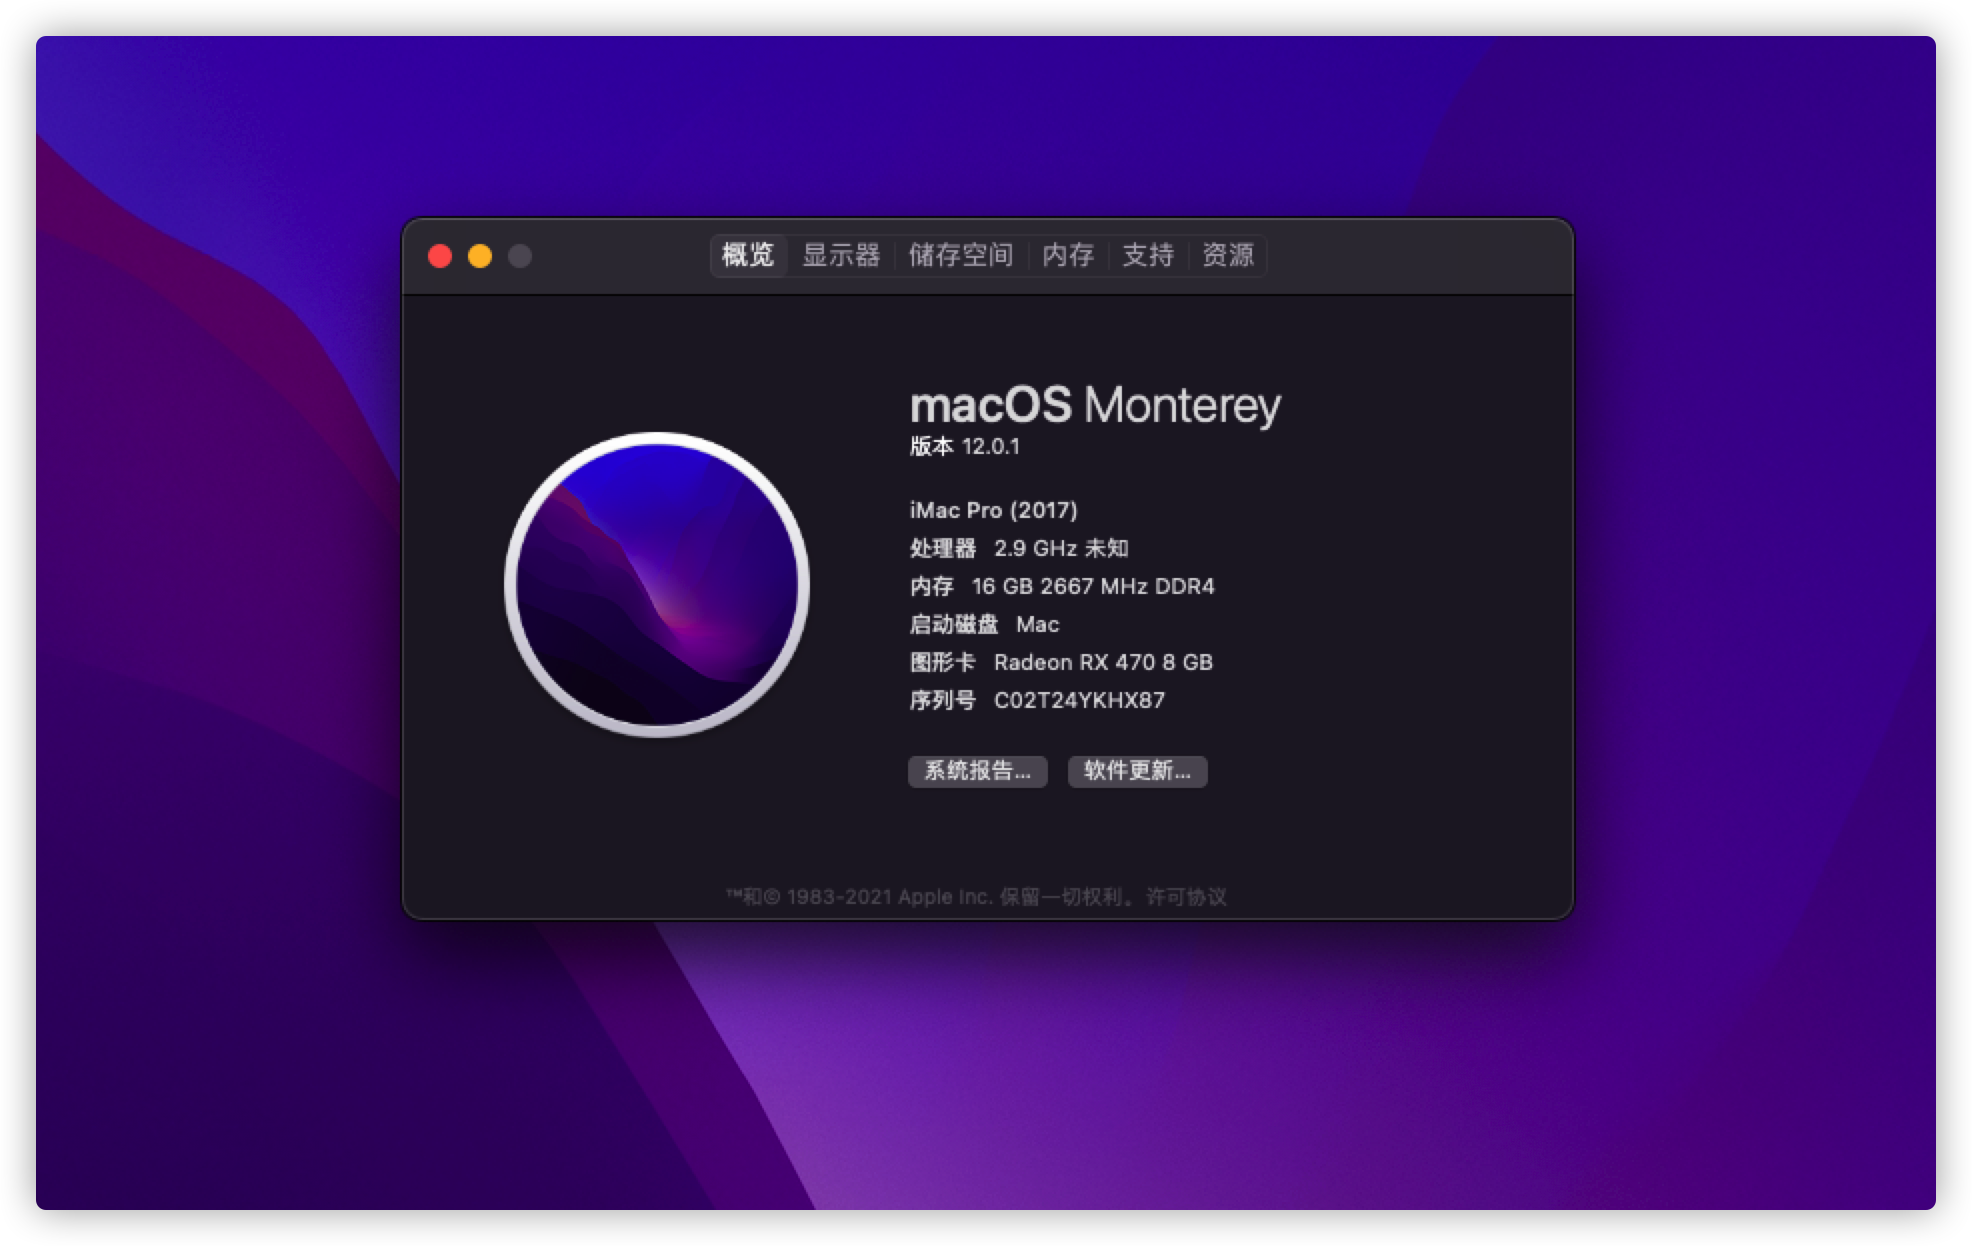 概览 显示器 储存空间 内存 支持 资源
macOS Monterey
版本 12.0.1
iMac Pro (2017)
处理器 2.9 GHz 未知
内存 16 GB 2667 MHz DDR4
启动磁盘 Mac
图形卡 Radeon RX 470 8 GB
序列号 C02T24YKHX87
系统报告... 软件更新...
™和© 1983-2021 Apple Inc. 保留一切权利。许可协议